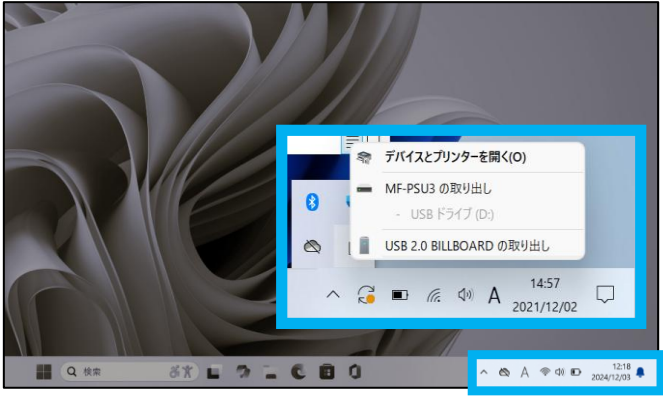 デバイスとプリンターを開く(O)
MF-PSU3 の取り出し
- USB ドライブ (D:)
USB 2.0 BILLBOARD の取り出し
A
14:57
2021/12/02
検索
A
12:18
2024/12/03